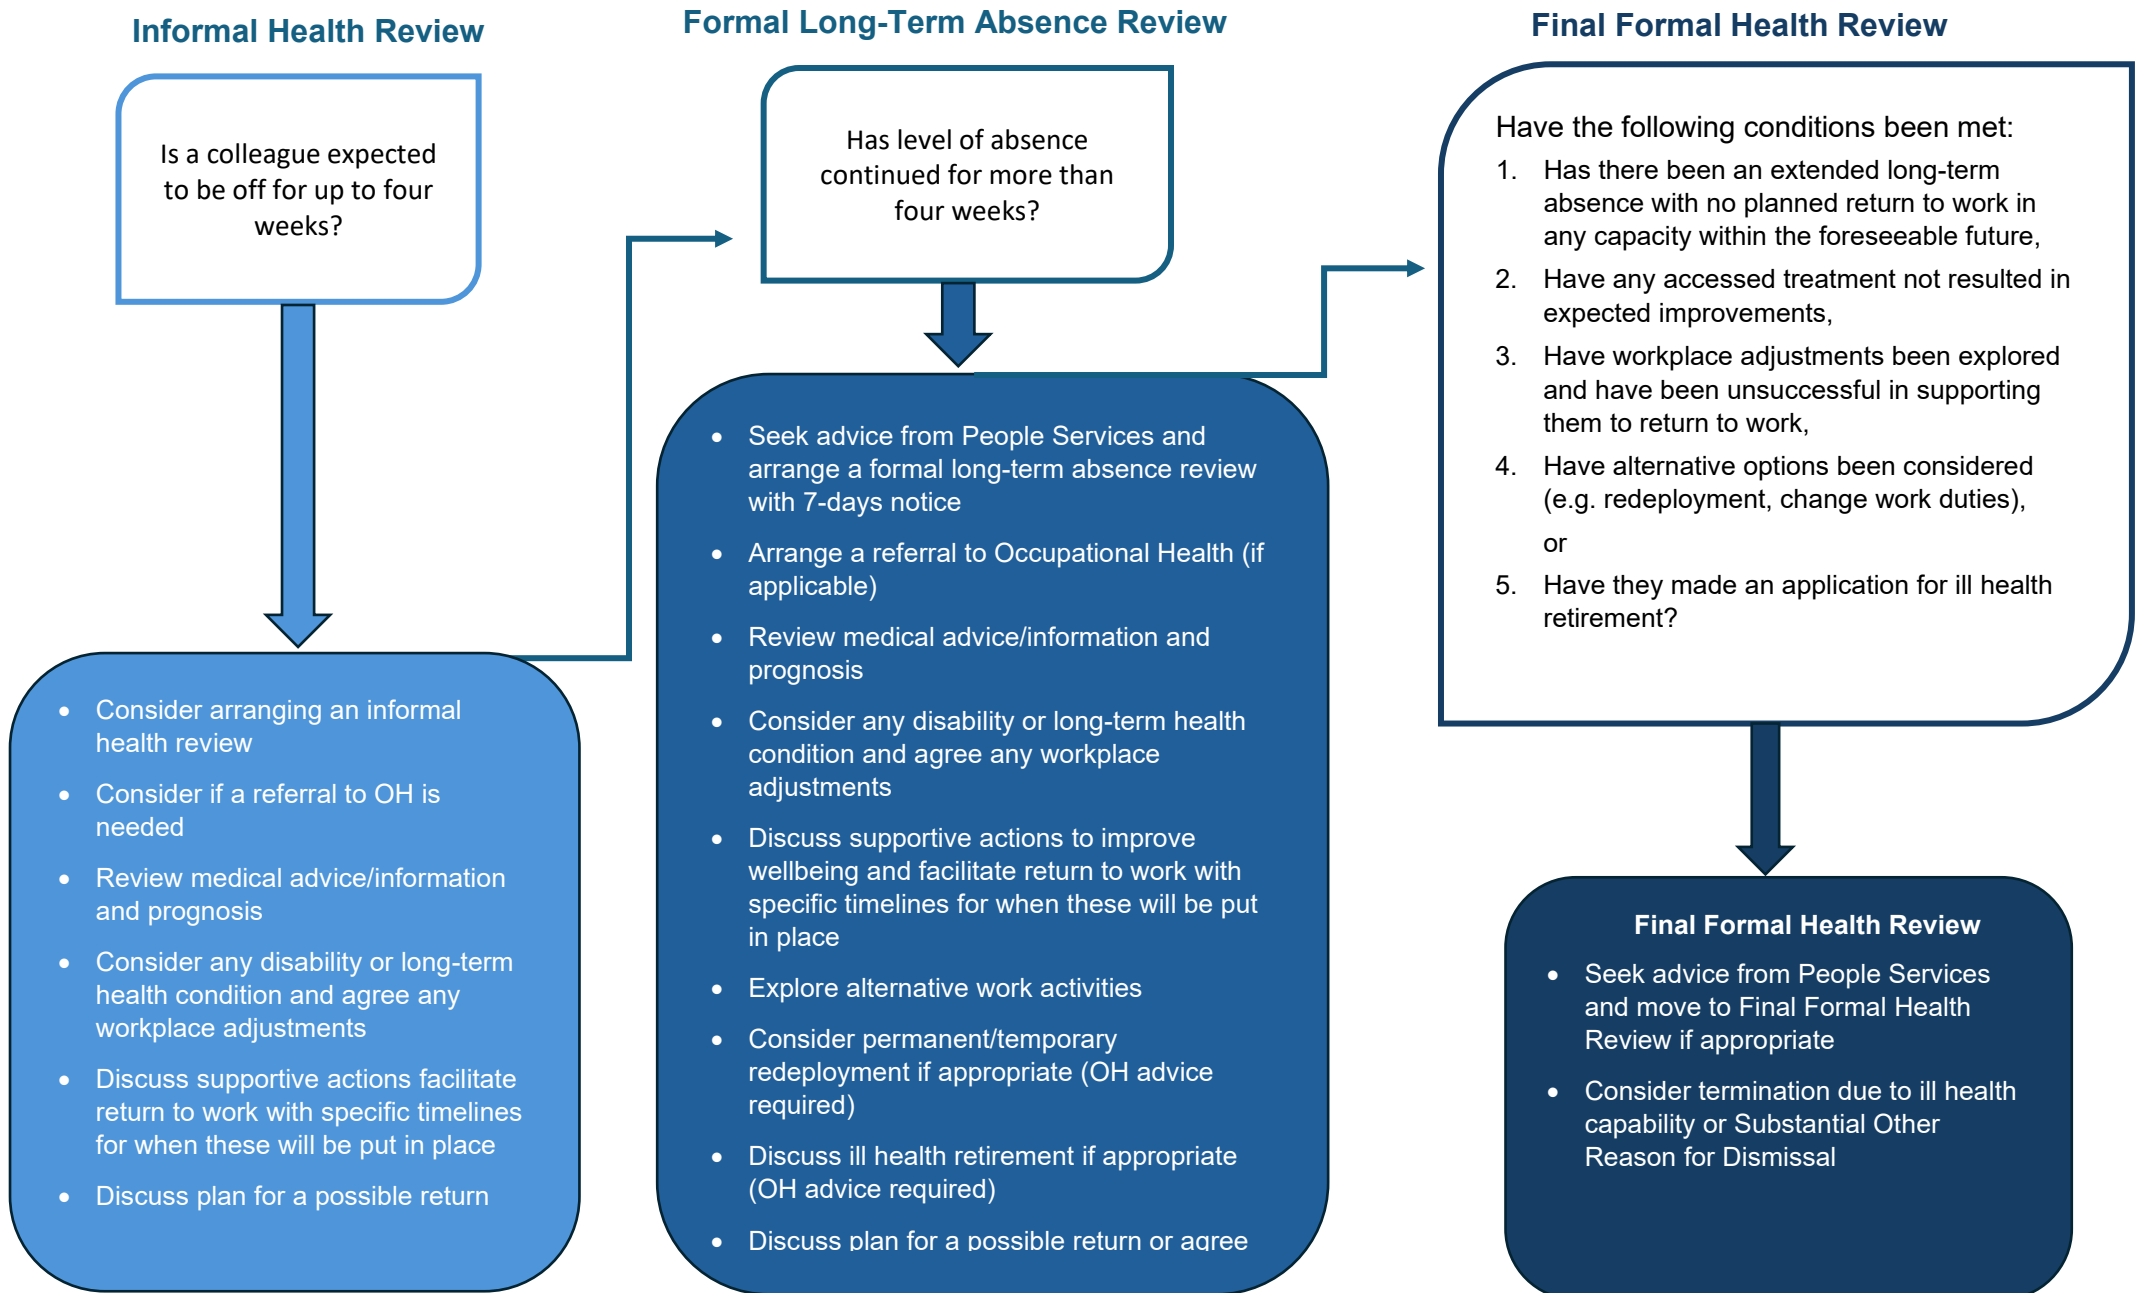 Informal Health Review
Is a colleague expected
to be off for up to four
weeks?
• Consider arranging an informal
health review
• Consider if a referral to OH is
needed
• Review medical advice/information
and prognosis
• Consider any disability or long-term
health condition and agree any
workplace adjustments
• Discuss supportive actions facilitate
return to work with specific timelines
for when these will be put in place
• Discuss plan for a possible return
Formal Long-Term Absence Review
Has level of absence
continued for more than
four weeks?
• Seek advice from People Services and
arrange a formal long-term absence review
with 7-days notice
• Arrange a referral to Occupational Health (if
applicable)
• Review medical advice/information and
prognosis
• Consider any disability or long-term health
condition and agree any workplace
adjustments
• Discuss supportive actions to improve
wellbeing and facilitate return to work with
specific timelines for when these will be put
in place
• Explore alternative work activities
• Consider permanent/temporary
redeployment if appropriate (OH advice
required)
• Discuss ill health retirement if appropriate
(OH advice required)
• Discuss plan for a possible return or agree
Final Formal Health Review
Have the following conditions been met:
1. Has there been an extended long-term
absence with no planned return to work in
any capacity within the foreseeable future,
2. Have any accessed treatment not resulted in
expected improvements,
3. Have workplace adjustments been explored
and have been unsuccessful in supporting
them to return to work,
4. Have alternative options been considered
(e.g. redeployment, change work duties),
or
5. Have they made an application for ill health
retirement?
Final Formal Health Review
• Seek advice from People Services
and move to Final Formal Health
Review if appropriate
• Consider termination due to ill health
capability or Substantial Other
Reason for Dismissal